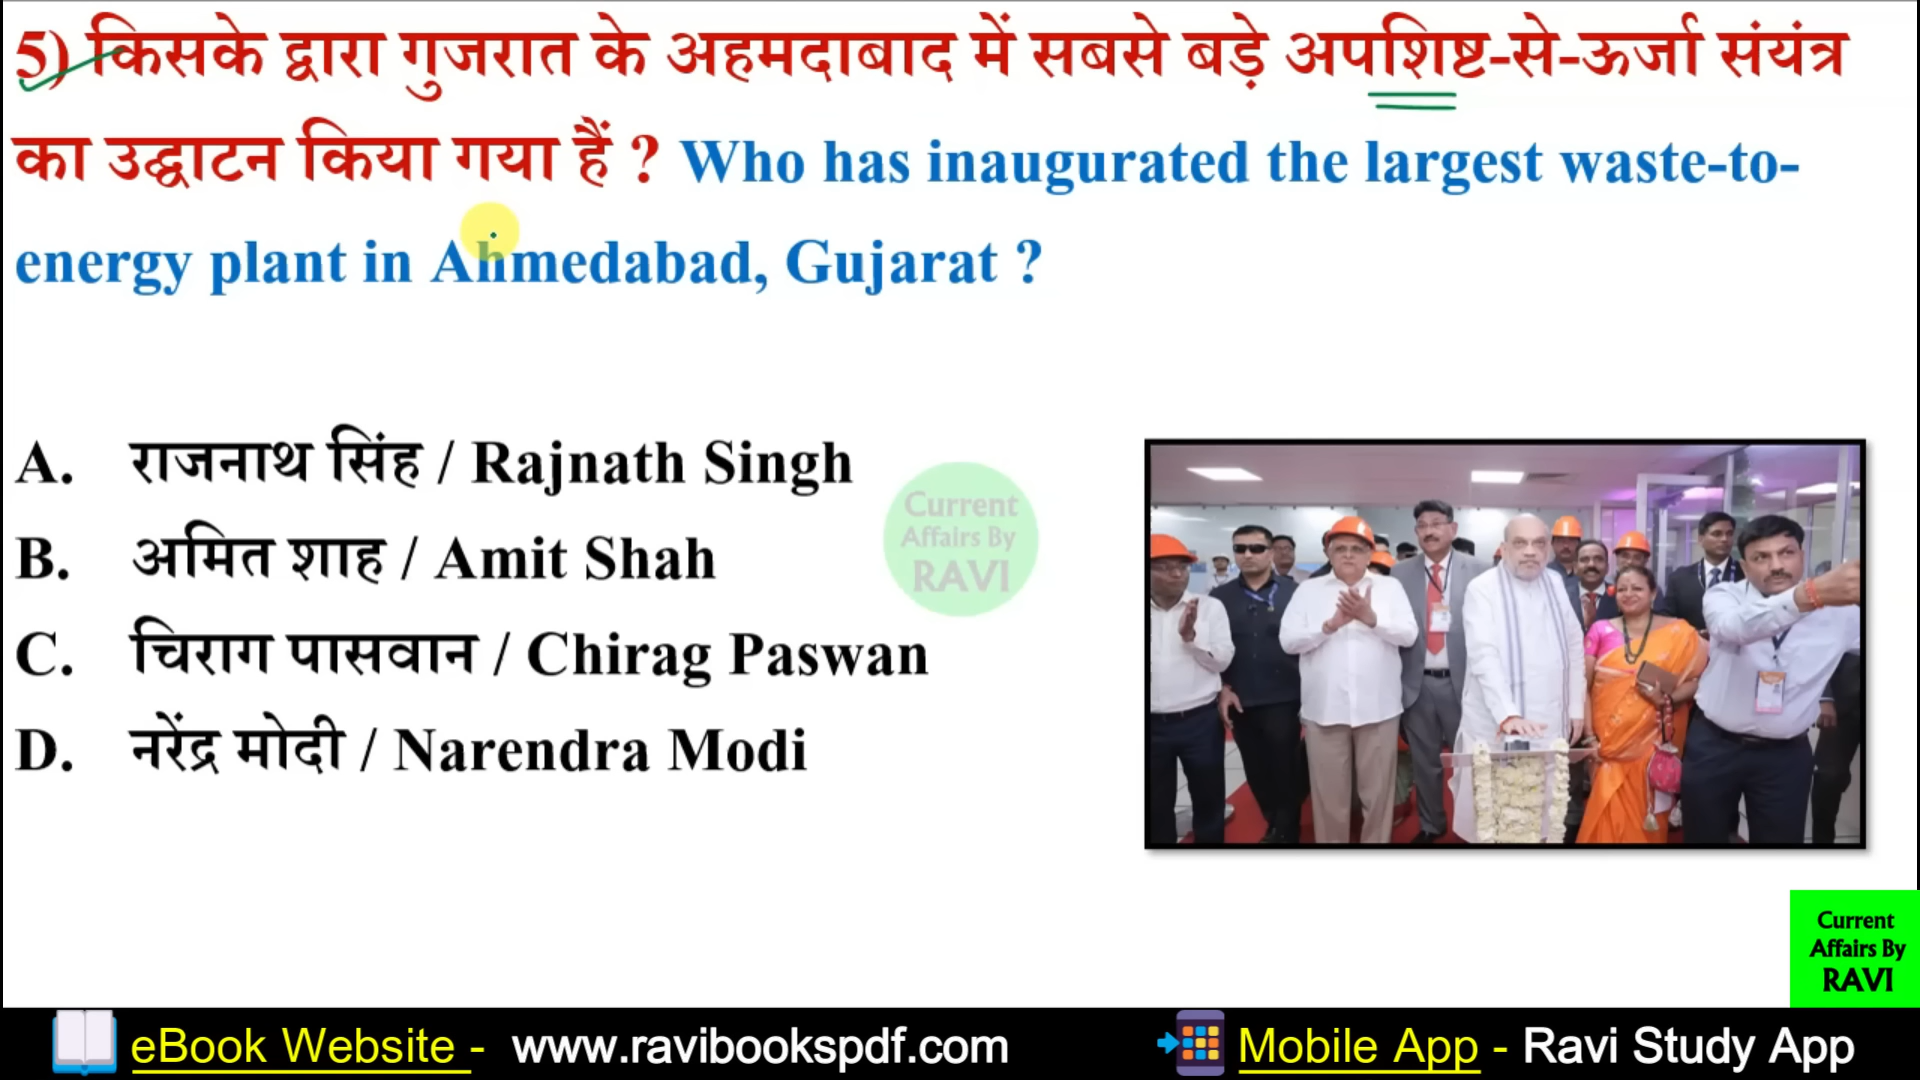 5) किसके द्वारा गुजरात के अहमदाबाद में सबसे बड़े अपशिष्ट-से-ऊर्जा संयंत्र
का उद्घाटन किया गया हैं ? Who has inaugurated the largest waste-to-
energy plant in Ahmedabad, Gujarat ?
A. राजनाथ सिंह / Rajnath Singh
B. अमित शाह / Amit Shah
C. चिराग पासवान / Chirag Paswan
D. नरेंद्र मोदी / Narendra Modi
Current
Affairs By
RAVI
Current
Affairs By
RAVI
eBook Website - www.ravibookspdf.com
Mobile App - Ravi Study App